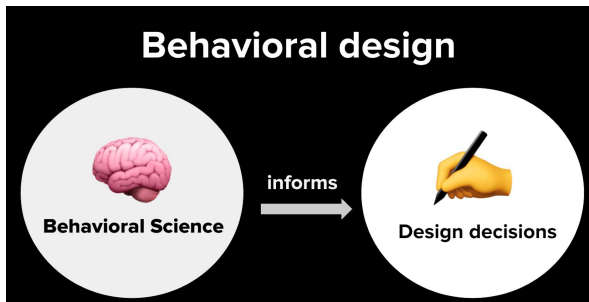 Behavioral design
informs
Behavioral Science
Design decisions